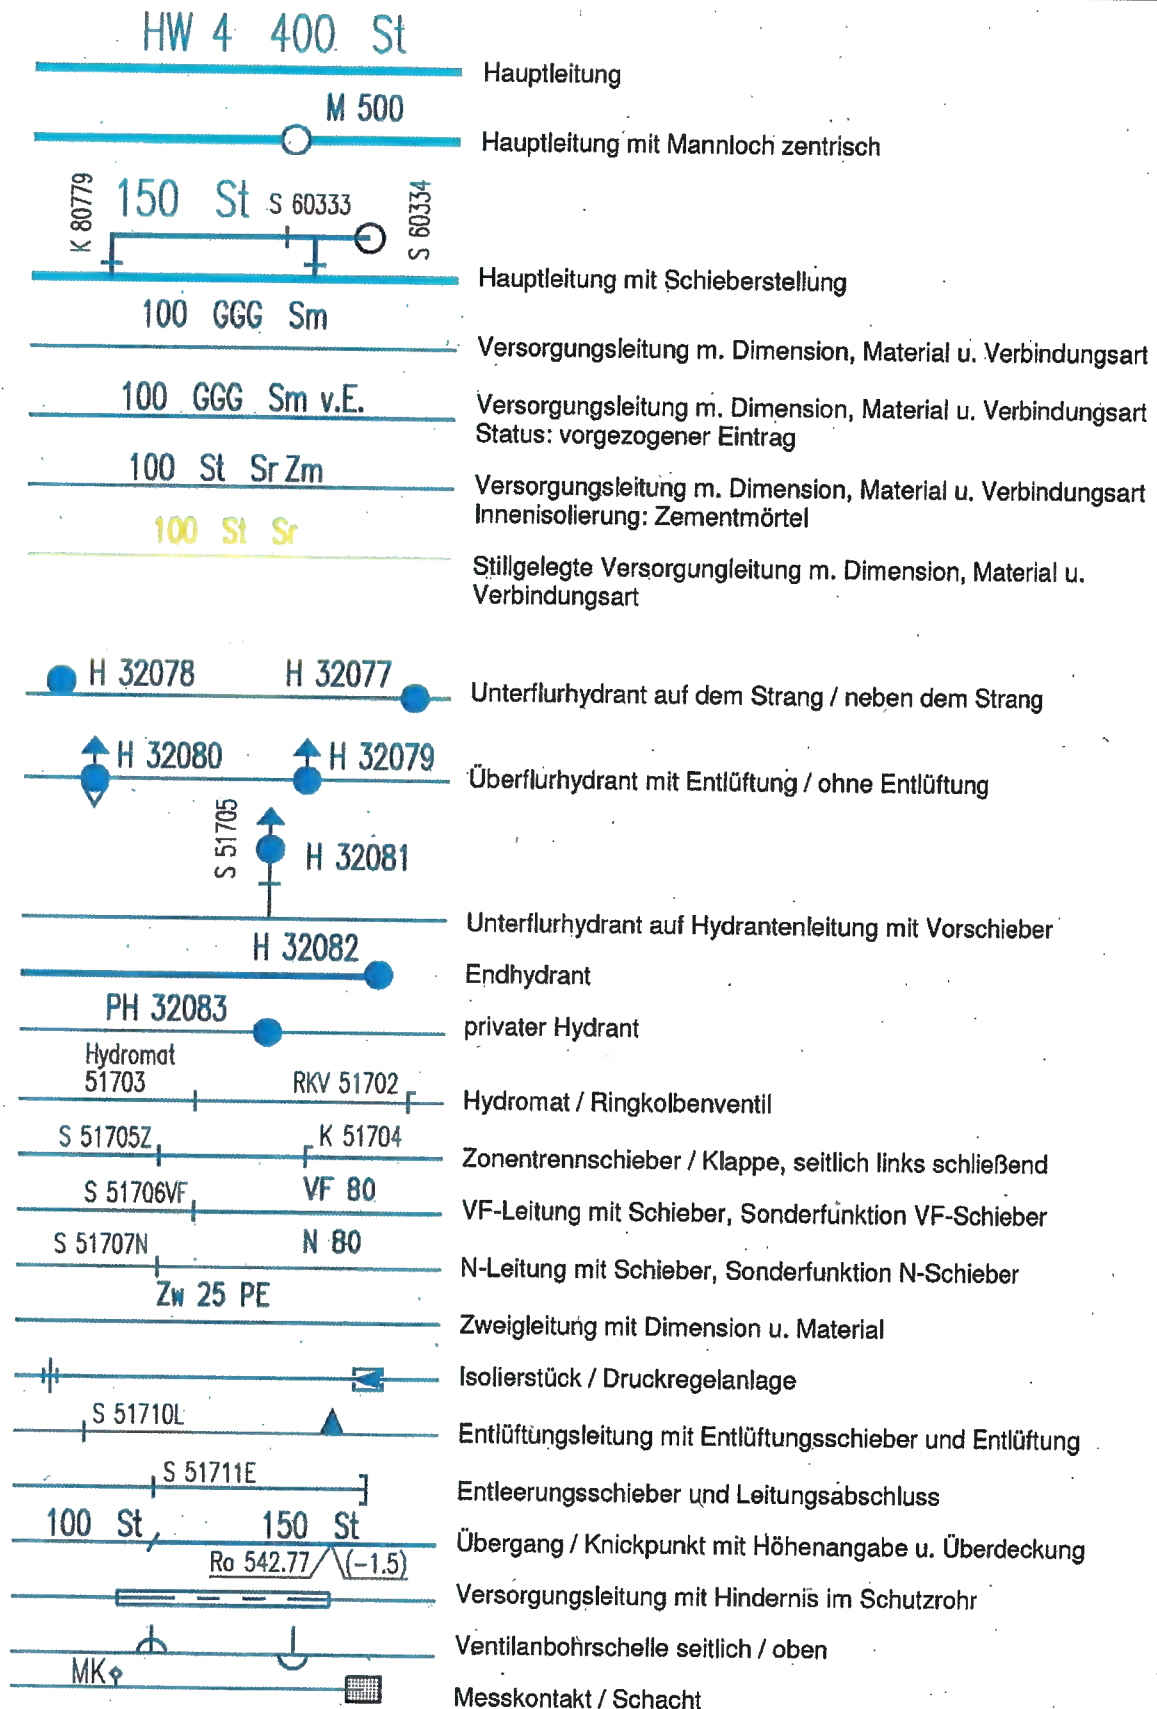 HW 4 400 St
Hauptleitung
M 500
Hauptleitung mit Mannloch zentrisch
K 80779
150 St
S 60333
S 60334
Hauptleitung mit Schieberstellung
100 GGG Sm
Versorgungsleitung m. Dimension, Material u. Verbindungsart
100 GGG Sm v.E.
Versorgungsleitung m. Dimension, Material u. Verbindungsart
Status: vorgezogener Eintrag
100 St Sr Zm
Versorgungsleitung m. Dimension, Material u. Verbindungsart
Innenisolierung: Zementmörtel
100 St Sr
Stillgelegte Versorgungleitung m. Dimension, Material u.
Verbindungsart
H 32078 H 32077
Unterflurhydrant auf dem Strang / neben dem Strang
H 32080 H 32079
Überflurhydrant mit Entlüftung / ohne Entlüftung
S 51705
H 32081
Unterflurhydrant auf Hydrantenleitung mit Vorschieber
H 32082
Endhydrant
PH 32083
privater Hydrant
Hydromat
51703
RKV 51702
Hydromat / Ringkolbenventil
S 51705Z K 51704
Zonentrennschieber / Klappe, seitlich links schließend
S 51706VF VF 80
VF-Leitung mit Schieber, Sonderfunktion VF-Schieber
S 51707N N 80
N-Leitung mit Schieber, Sonderfunktion N-Schieber
Zw 25 PE
Zweigleitung mit Dimension u. Material
Isolierstück / Druckregelanlage
S 51710L
Entlüftungsleitung mit Entlüftungsschieber und Entlüftung
S 51711E
Entleerungsschieber und Leitungsabschluss
100 St 150 St
Übergang / Knickpunkt mit Höhenangabe u. Überdeckung
Ro 542.77 (-1.5)
Versorgungsleitung mit Hindernis im Schutzrohr
Ventilanbohrschelle seitlich / oben
MK
Messkontakt / Schacht